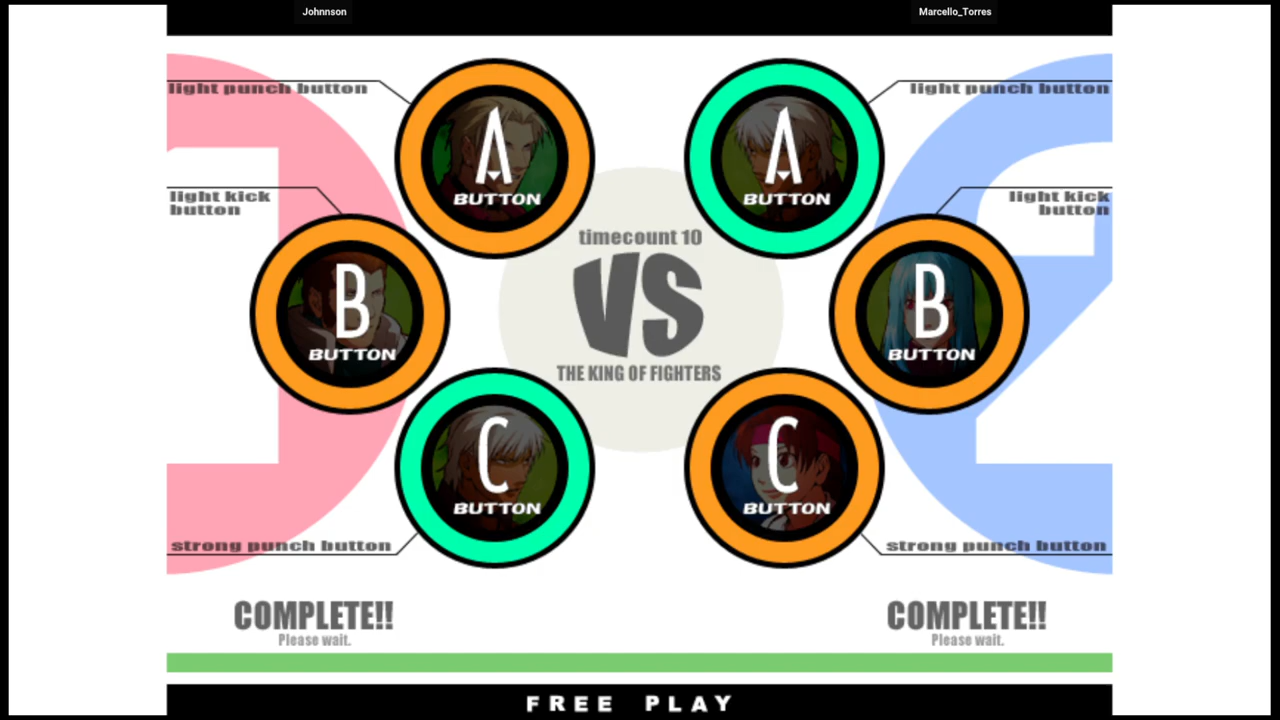 Johnnson
Marcello_Torres
light punch button
light punch button
A
BUTTON
A
BUTTON
1
2
light kick
button
light kick
button
timecount 10
VS
THE KING OF FIGHTERS
B
BUTTON
B
BUTTON
C
BUTTON
C
BUTTON
strong punch button
strong punch button
COMPLETE!!
Please wait.
COMPLETE!!
Please wait.
FREE PLAY